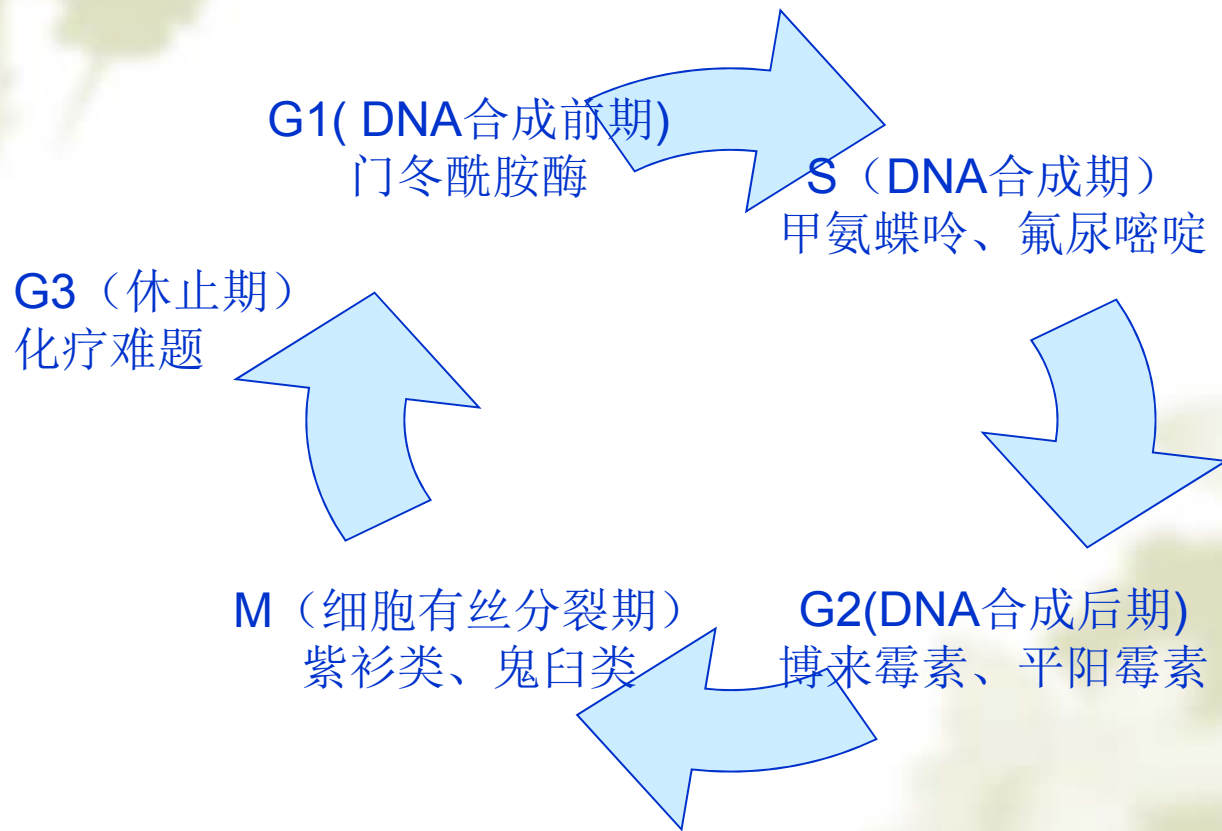 G1( DNA合成前期)
门冬酰胺酶
S（DNA合成期）
甲氨蝶呤、氟尿嘧啶
G2(DNA合成后期)
博来霉素、平阳霉素
M（细胞有丝分裂期）
紫衫类、鬼臼类
G3（休止期）
化疗难题